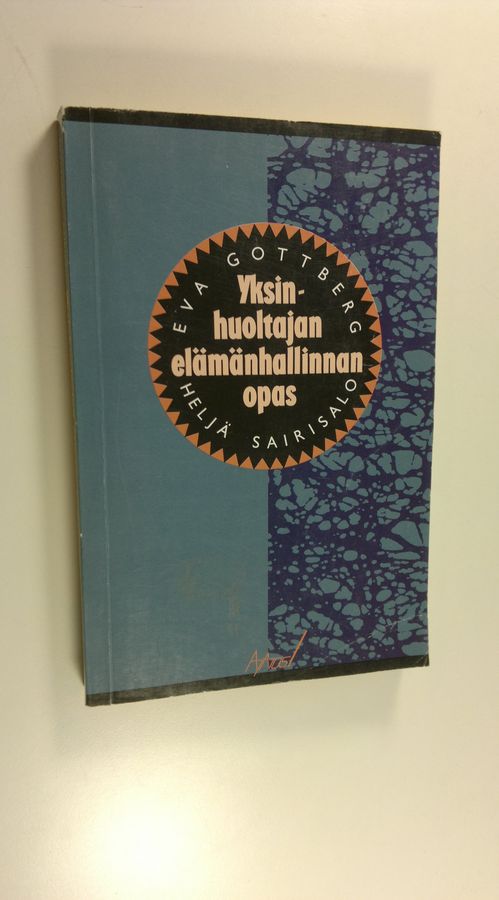 EVA GOTTBERG
Yksin-
huoltajan
elämänhallinnan
opas
HELJÄ SAIRISALO